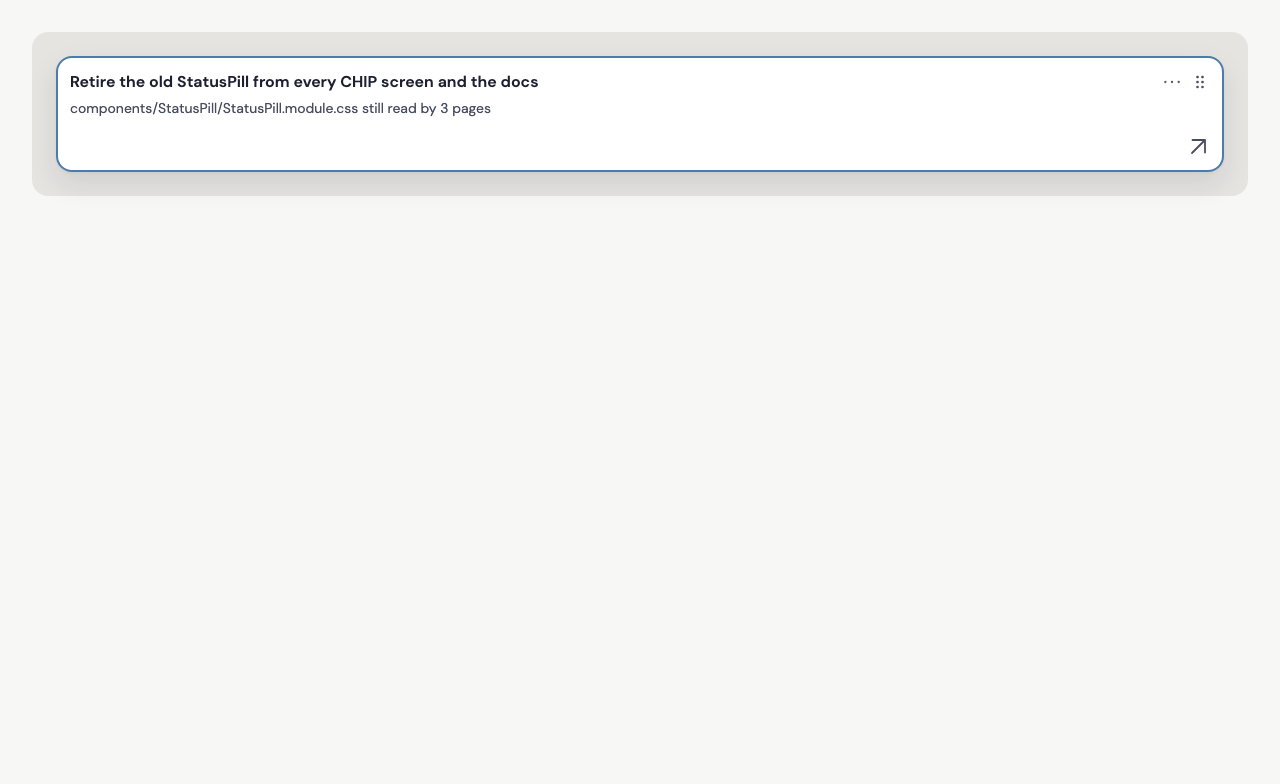 Retire the old StatusPill from every CHIP screen and the docs
components/StatusPill/StatusPill.module.css still read by 3 pages